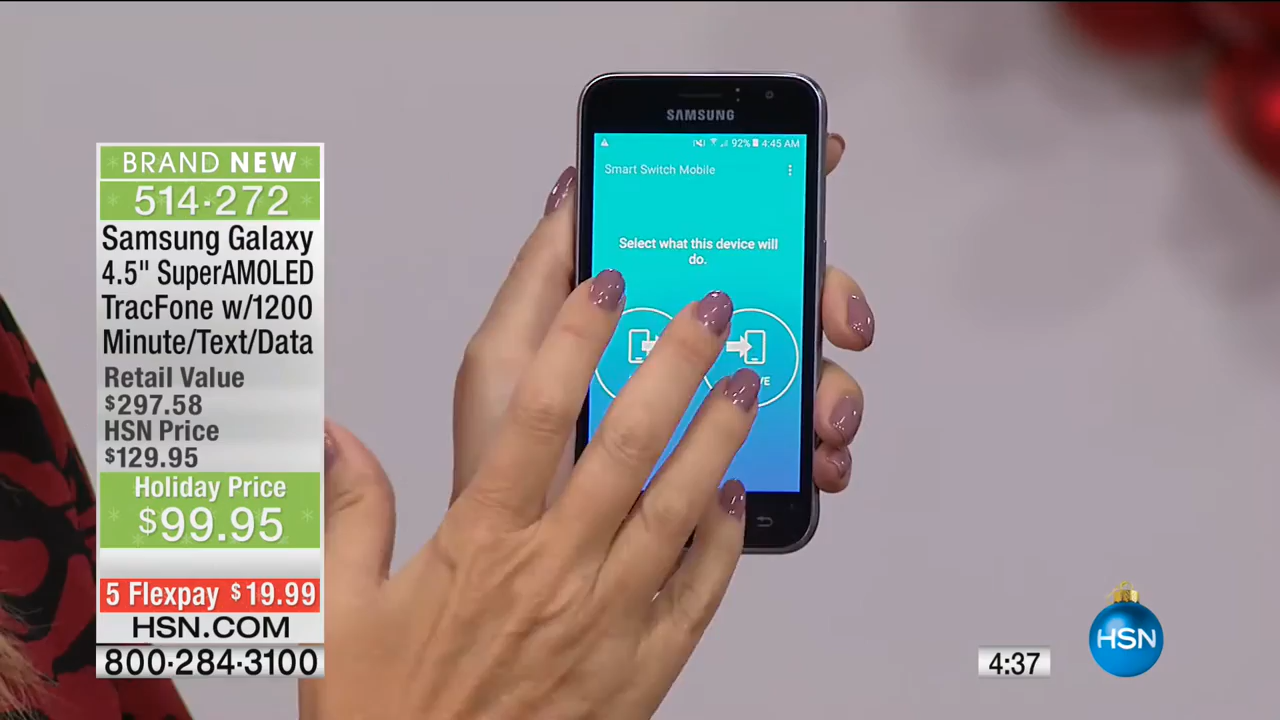 BRAND NEW
514·272
Samsung Galaxy
4.5" SuperAMOLED
TracFone w/1200
Minute/Text/Data
Retail Value
$297.58
HSN Price
$129.95
Holiday Price
$99.95
5 Flexpay $19.99
HSN.COM
800·284·3100
SAMSUNG
92% 4:45 AM
Smart Switch Mobile
Select what this device will
do.
4:37
HSN